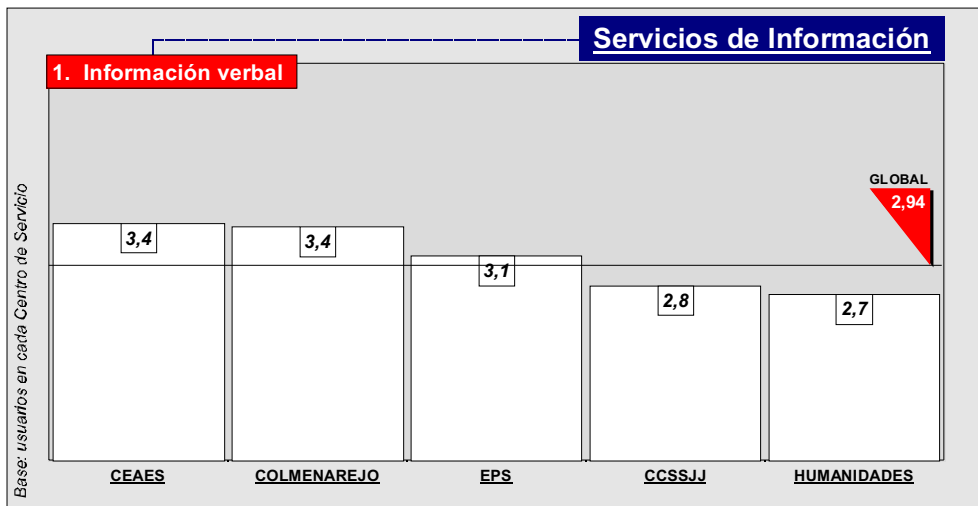 Servicios de Información
1. Información verbal
GLOBAL
2,94
3,4
3,4
3,1
2,8
2,7
CEAES
COLMENAREJO
EPS
CCSSJJ
HUMANIDADES
Base: usuarios en cada Centro de Servicio